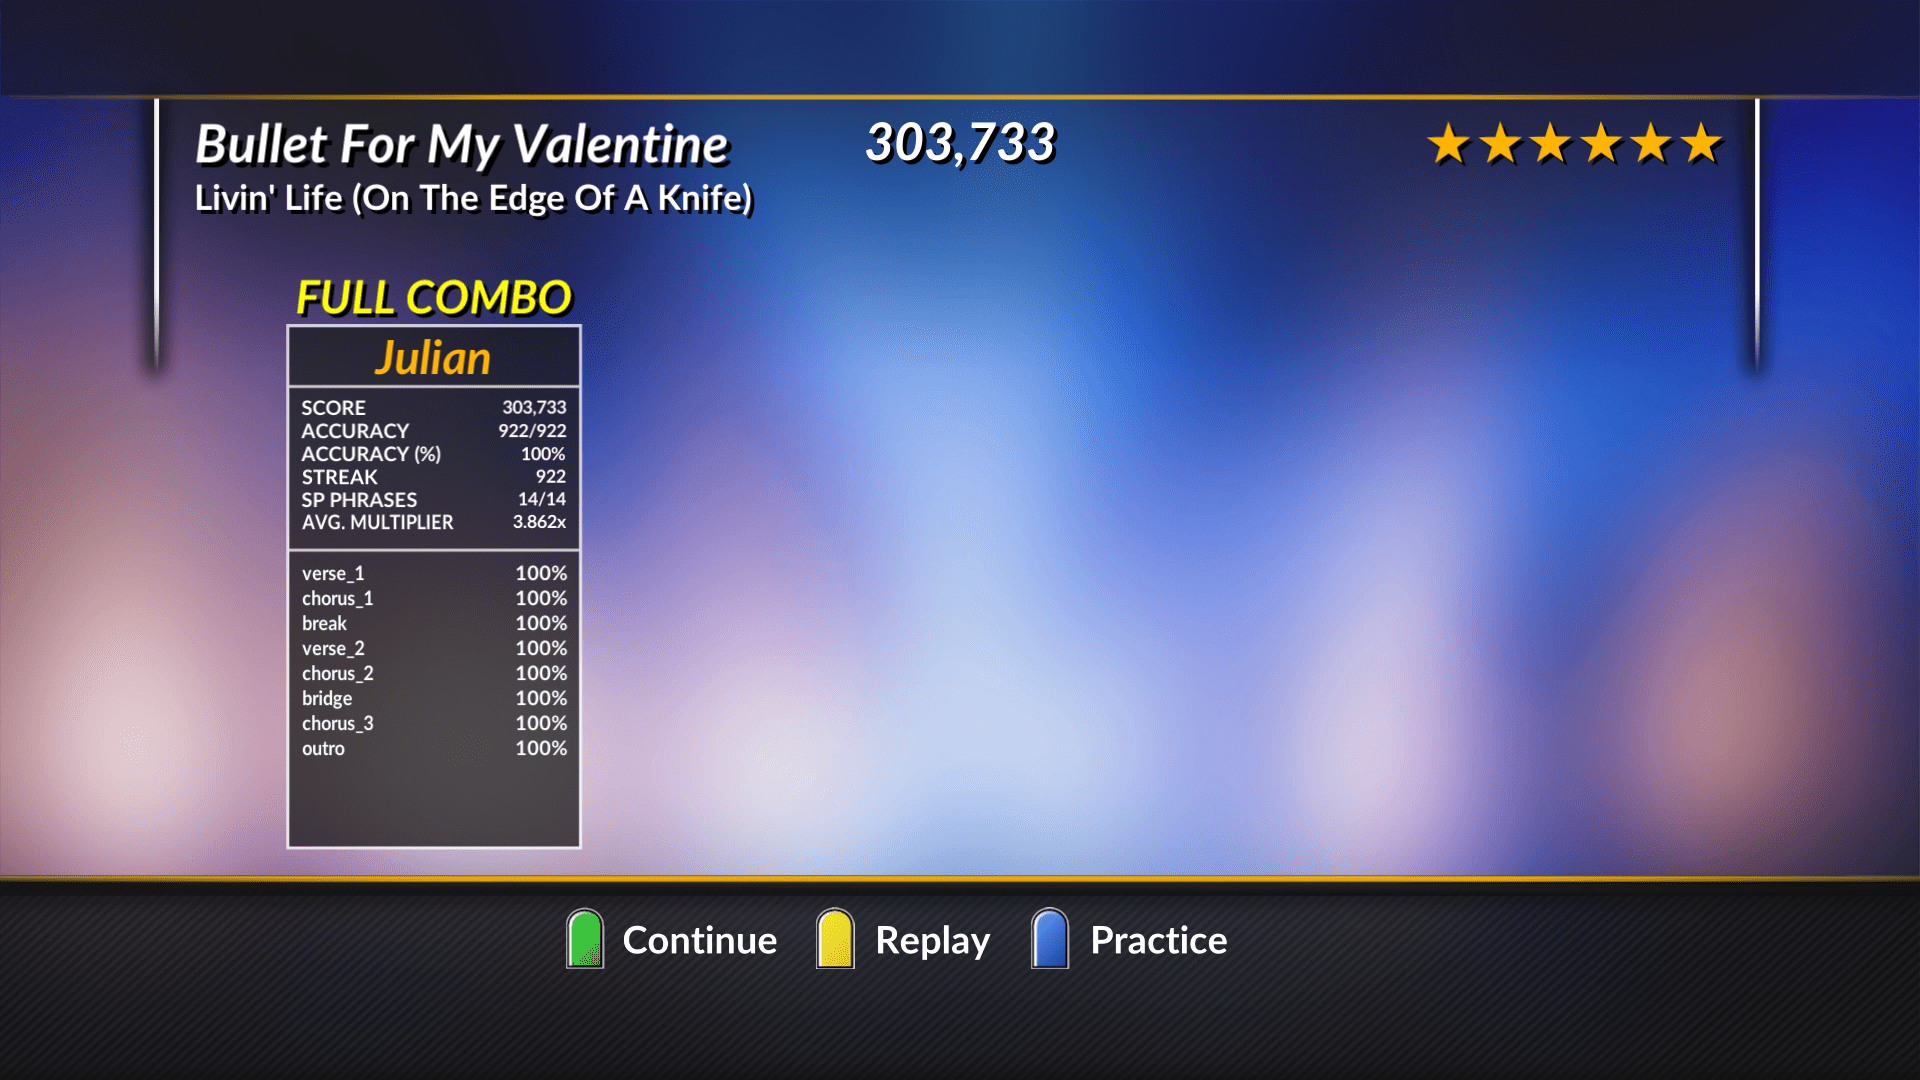 Bullet For My Valentine
303,733
Livin' Life (On The Edge Of A Knife)
FULL COMBO
Julian
SCORE 303,733
ACCURACY 922/922
ACCURACY (%) 100%
STREAK 922
SP PHRASES 14/14
AVG. MULTIPLIER 3.862x
verse_1 100%
chorus_1 100%
break 100%
verse_2 100%
chorus_2 100%
bridge 100%
chorus_3 100%
outro 100%
Continue Replay Practice